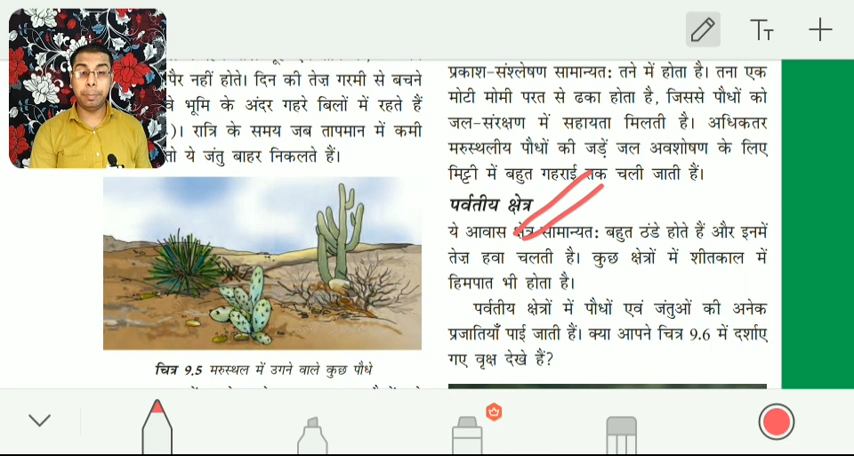 पैर नहीं होते। दिन की तेज़ गरमी से बचने
वे भूमि के अंदर गहरे बिलों में रहते हैं
)। रात्रि के समय जब तापमान में कमी
तो ये जंतु बाहर निकलते हैं।
चित्र 9.5 मरुस्थल में उगने वाले कुछ पौधे
प्रकाश-संश्लेषण सामान्यत: तने में होता है। तना एक
मोटी मोमी परत से ढका होता है, जिससे पौधों को
जल-संरक्षण में सहायता मिलती है। अधिकतर
मरुस्थलीय पौधों की जड़ें जल अवशोषण के लिए
मिट्टी में बहुत गहराई तक चली जाती हैं।
पर्वतीय क्षेत्र
ये आवास क्षेत्र सामान्यत: बहुत ठंडे होते हैं और इनमें
तेज़ हवा चलती है। कुछ क्षेत्रों में शीतकाल में
हिमपात भी होता है।
पर्वतीय क्षेत्रों में पौधों एवं जंतुओं की अनेक
प्रजातियाँ पाई जाती हैं। क्या आपने चित्र 9.6 में दर्शाए
गए वृक्ष देखे हैं?